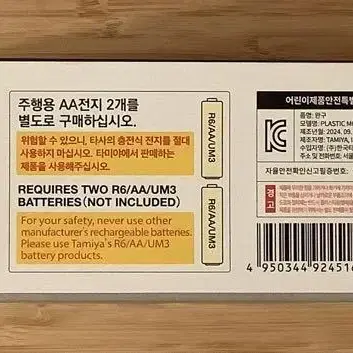 주행용 AA전지 2개를
별도로 구매하십시오.
위험할 수 있으니, 타사의 충전식 전지를 절대
사용하지 마십시오. 타미야에서 판매하는
제품을 사용해주십시오.
R6/AA/UM3
REQUIRES TWO R6/AA/UM3
BATTERIES (NOT INCLUDED)
For your safety, never use other
manufacturer's rechargeable batteries.
Please use Tamiya's R6/AA/UM3
battery products.
R6/AA/UM3
어린이제품안전특별
품명: 완구
모델명: PLASTIC MO
제조년월: 2024. 09.
제조자명: TAMIYA, I
수입자명: (주)한국타
주소 및 전화번호: 서울
자율안전확인신고필증번호:
경고
4 950344 92451